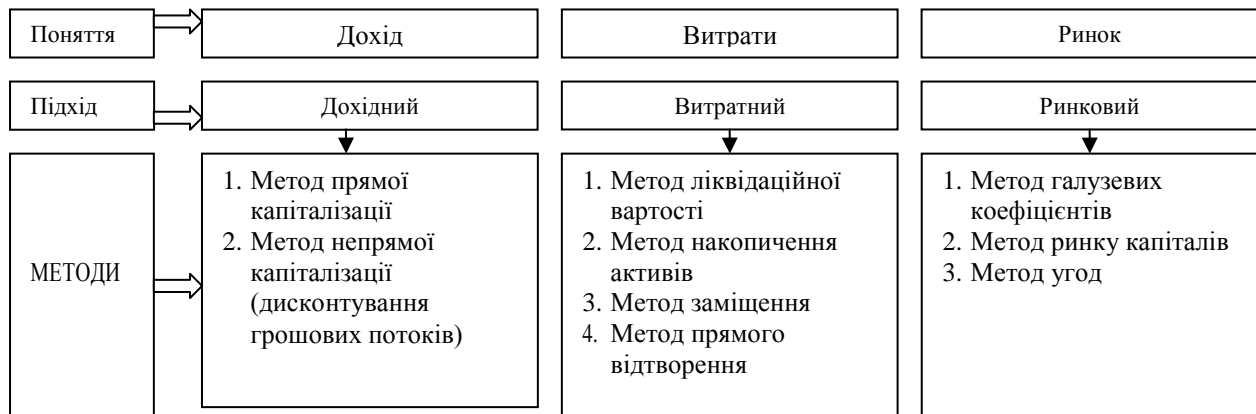 Поняття
Дохід
Витрати
Ринок
Підхід
Дохідний
Витратний
Ринковий
МЕТОДИ
1. Метод прямої
капіталізації
2. Метод непрямої
капіталізації
(дисконтування
грошових потоків)
1. Метод ліквідаційної
вартості
2. Метод накопичення
активів
3. Метод заміщення
4. Метод прямого
відтворення
1. Метод галузевих
коефіцієнтів
2. Метод ринку капіталів
3. Метод угод